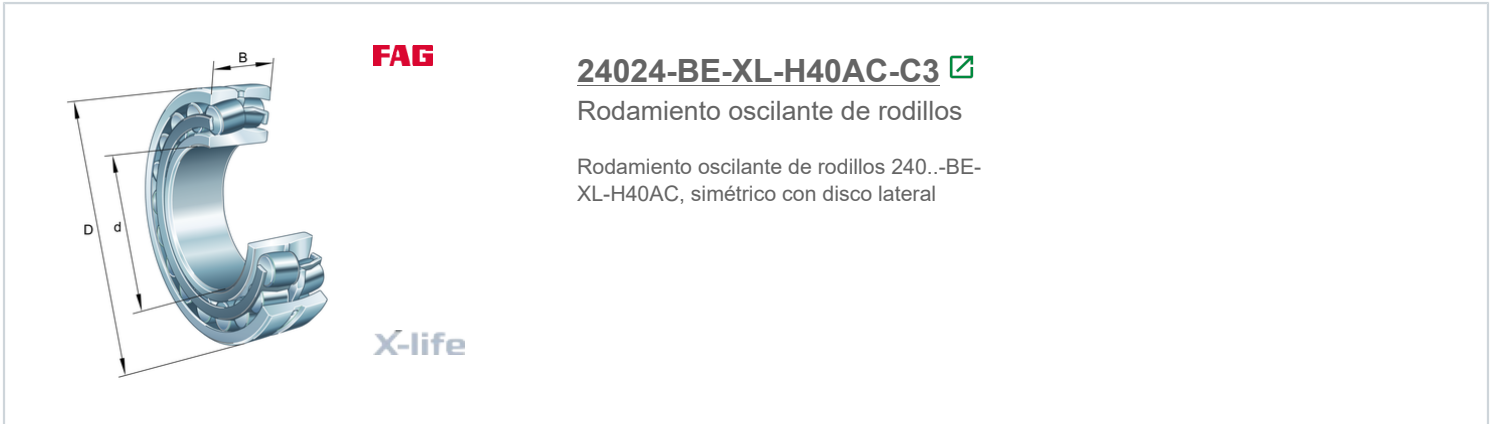 B
D
d
FAG
X-life
24024-BE-XL-H40AC-C3
Rodamiento oscilante de rodillos
Rodamiento oscilante de rodillos 240..-BE-
XL-H40AC, simétrico con disco lateral